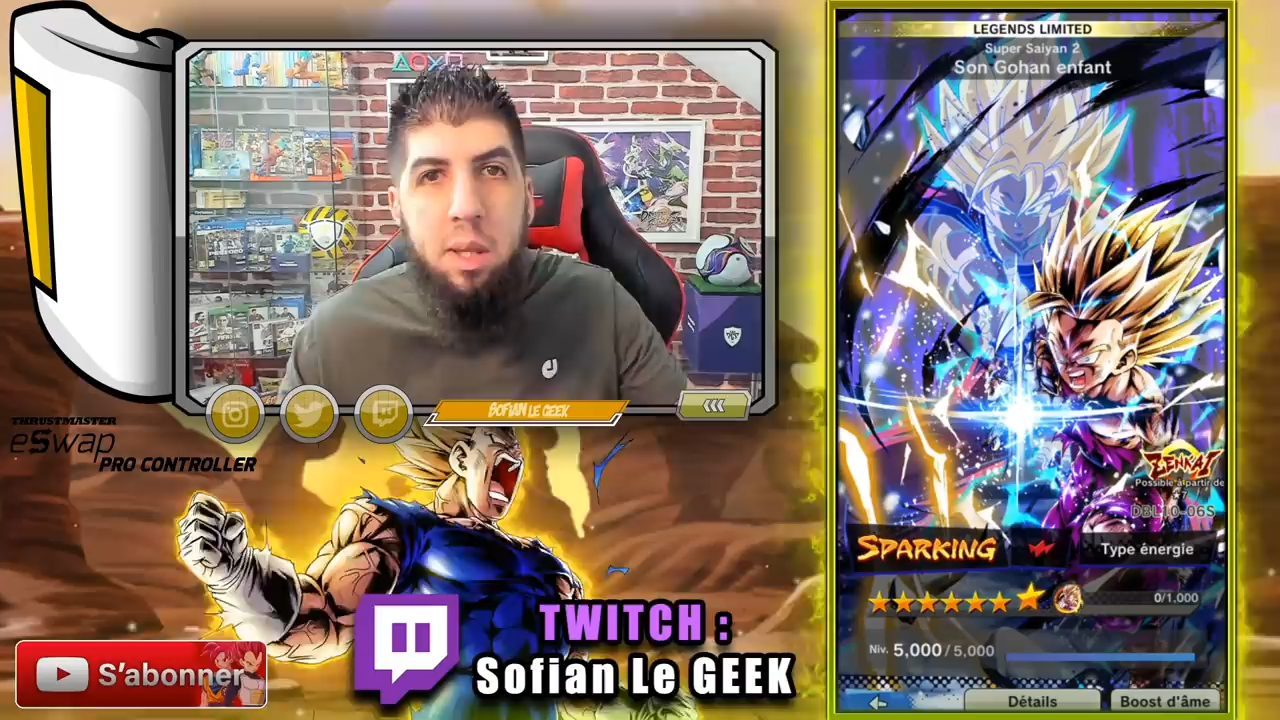 LEGENDS LIMITED
Super Saiyan 2
Son Gohan enfant
SOFIAN LE GEEK
THRUSTMASTER
eSwap
PRO CONTROLLER
ZENKAI
Possible à partir de
7
DBL10-06S
SPARKING
Type énergie
0/1,000
Niv. 5,000 / 5,000
Détails
Boost d'âme
TWITCH :
Sofian Le GEEK
S'abonner